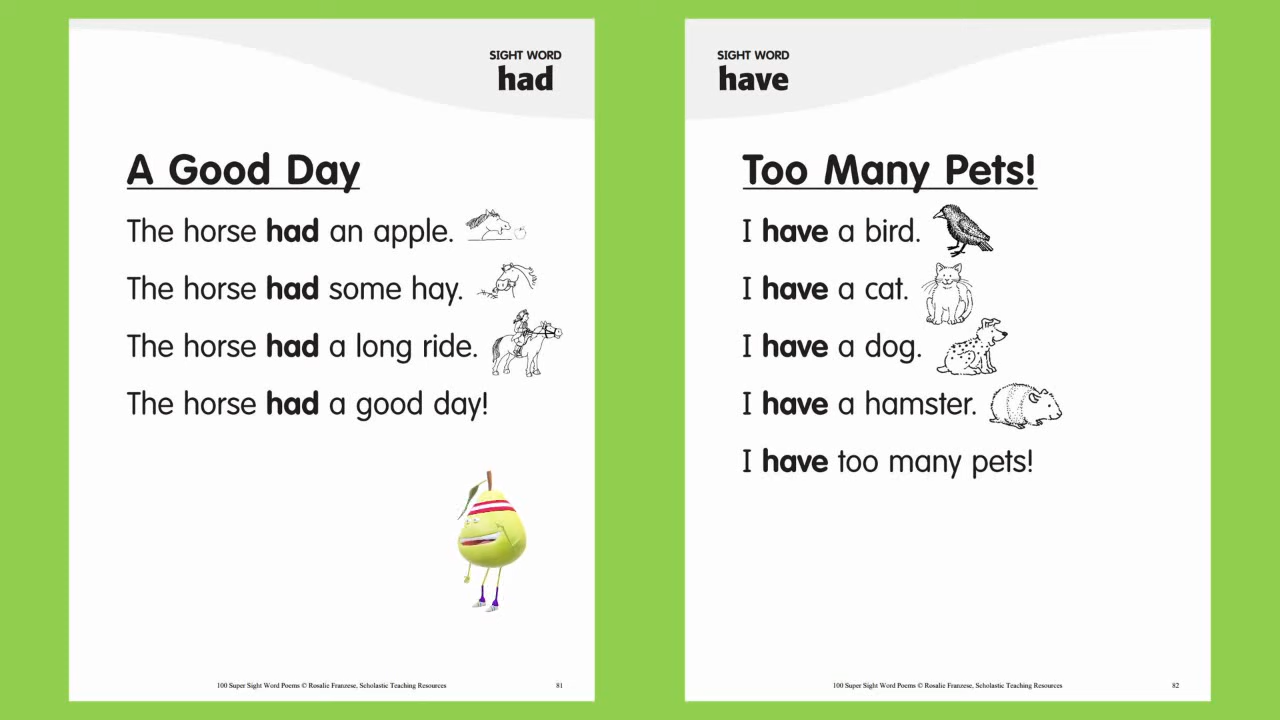 SIGHT WORD
had
A Good Day
The horse had an apple.
The horse had some hay.
The horse had a long ride.
The horse had a good day!
100 Super Sight Word Poems © Rosalie Franzese, Scholastic Teaching Resources
81
SIGHT WORD
have
Too Many Pets!
I have a bird.
I have a cat.
I have a dog.
I have a hamster.
I have too many pets!
100 Super Sight Word Poems © Rosalie Franzese, Scholastic Teaching Resources
82